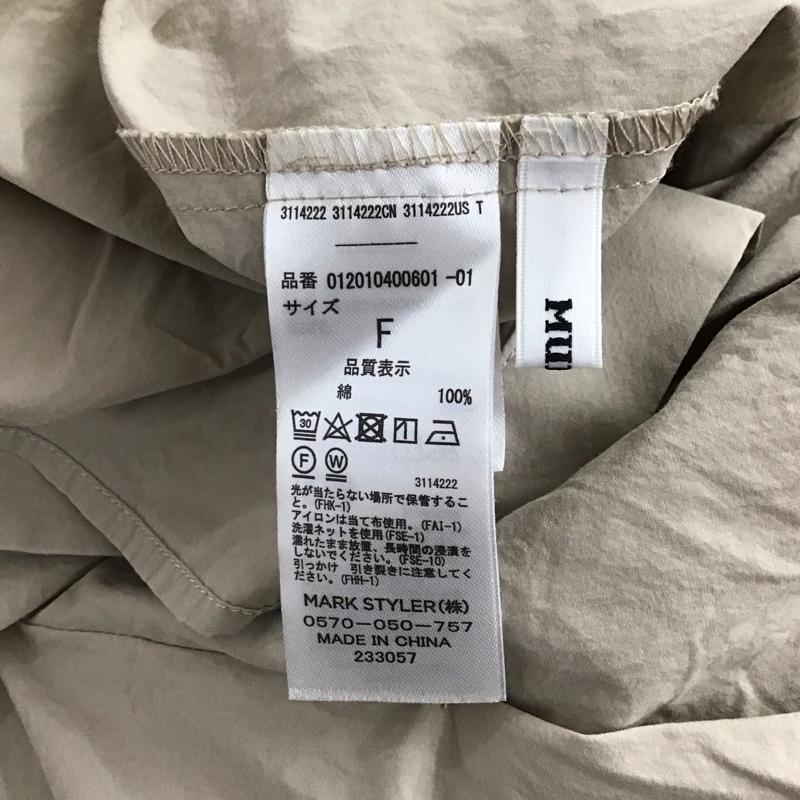 3114222 3114222CN 3114222US T
品番 012010400601 -01
サイズ
F
品質表示
綿 100%
30
F W
3114222
光が当たらない場所で保管するこ
と。(FHK-1)
アイロンは当て布使用。(FAI-1)
洗濯ネットを使用(FSE-1)
濡れたまま放置、長時間の浸漬を
しないでください。(FSE-10)
引っかけ 引き裂きに注意してく
ださい。(FHH-1)
MARK STYLER(株)
0570-050-757
MADE IN CHINA
233057